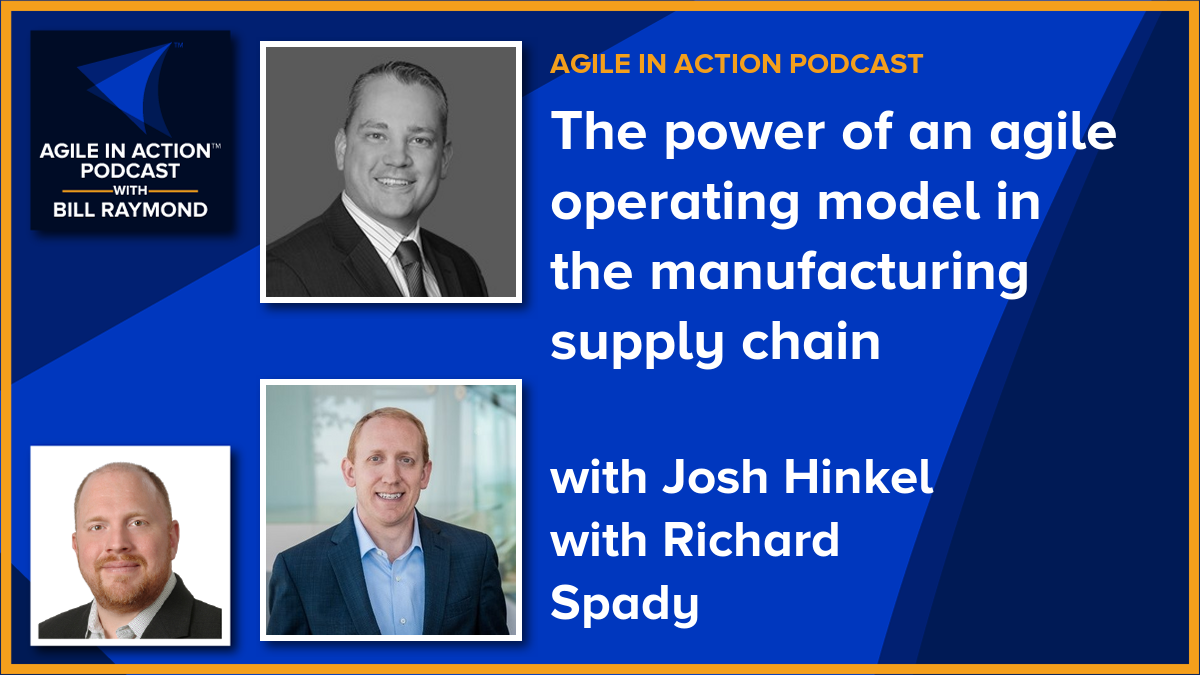 AGILE IN ACTION™
PODCAST
WITH
BILL RAYMOND
AGILE IN ACTION PODCAST
The power of an agile
operating model in
the manufacturing
supply chain
with Josh Hinkel
with Richard
Spady
TM